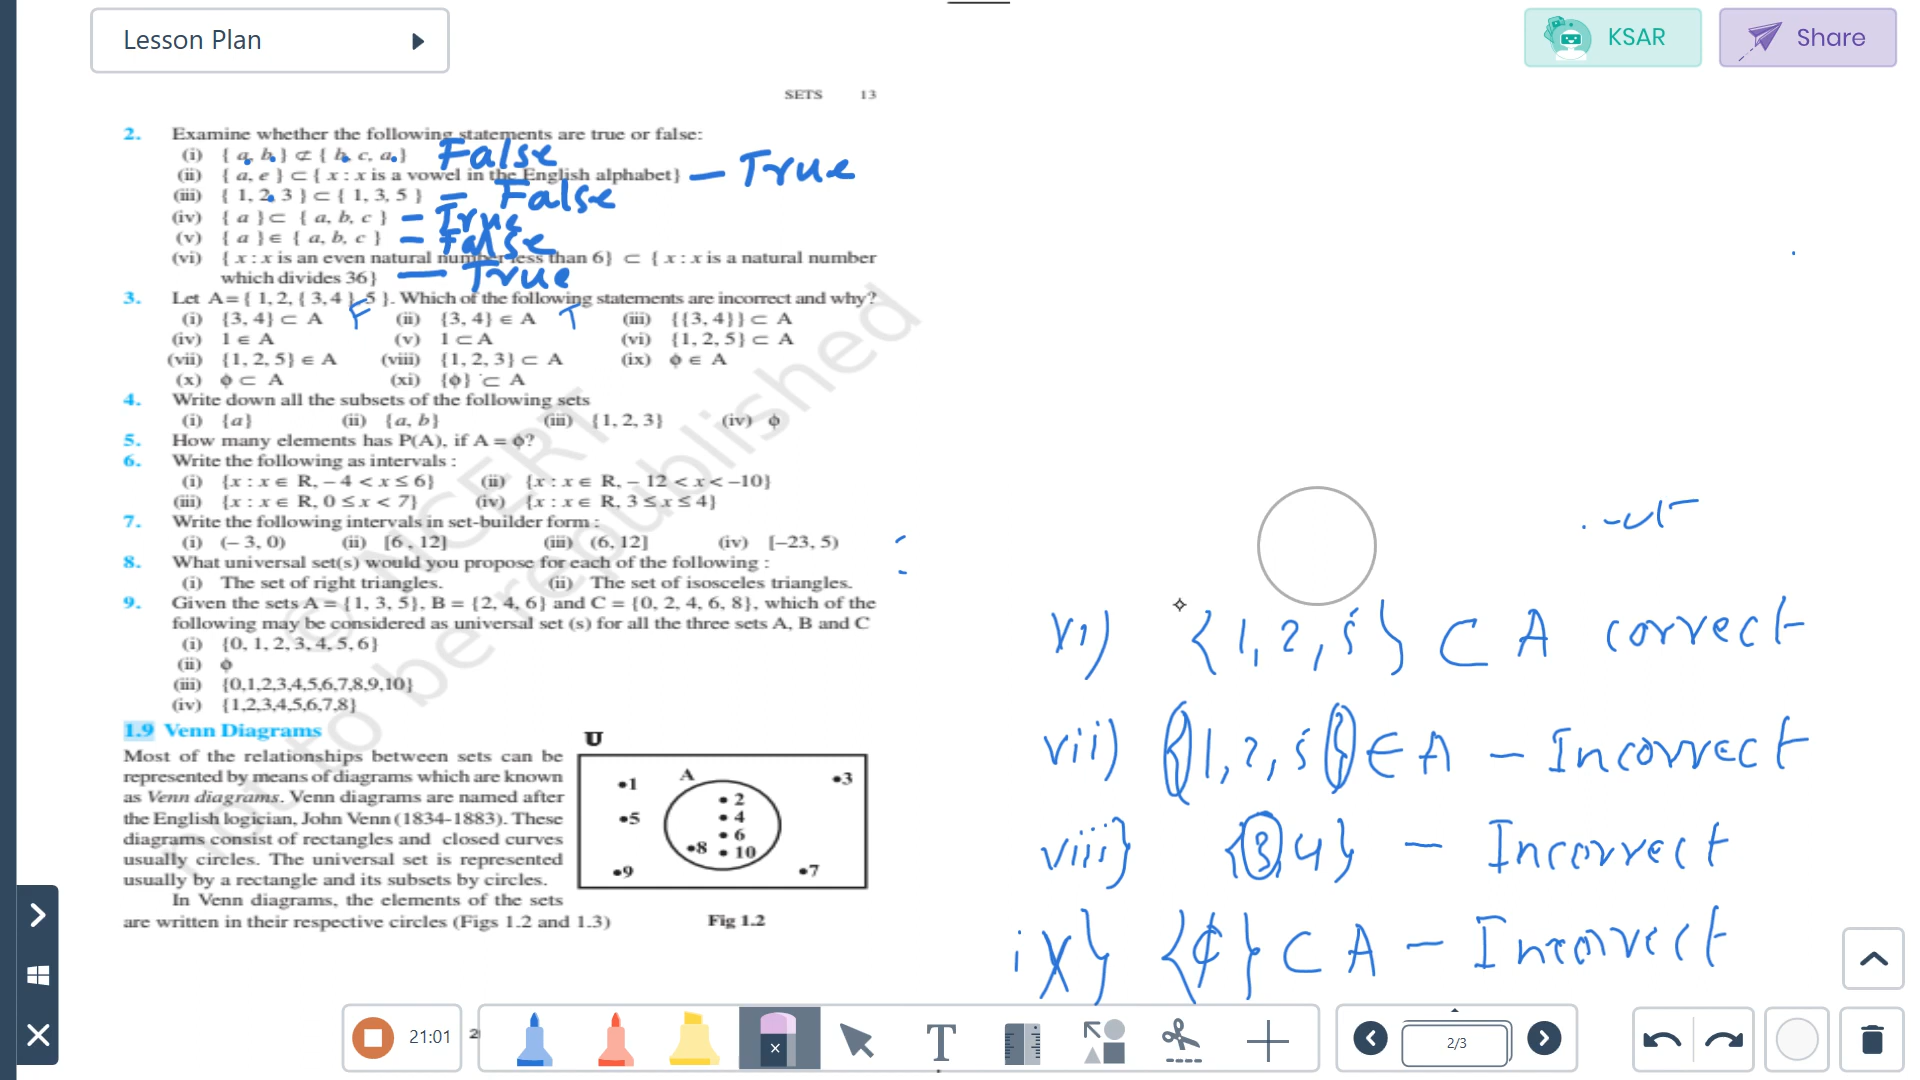 Lesson Plan
KSAR
Share
SETS 13
2. Examine whether the following statements are true or false:
(i) { a, b } ⊄ { b, c, a } False
(ii) { a, e } ⊂ { x : x is a vowel in the English alphabet} – True
(iii) { 1, 2, 3 } ⊂ { 1, 3, 5 } – False
(iv) { a } ⊂ { a, b, c } – True
(v) { a } ∈ { a, b, c } – False
(vi) { x : x is an even natural number less than 6} ⊂ { x : x is a natural number
which divides 36} – True
3. Let A = { 1, 2, { 3, 4 }, 5 }. Which of the following statements are incorrect and why?
(i) {3, 4} ⊂ A F (ii) {3, 4} ∈ A T (iii) {{3, 4}} ⊂ A
(iv) 1 ∈ A (v) 1 ⊂ A (vi) {1, 2, 5} ⊂ A
(vii) {1, 2, 5} ∈ A (viii) {1, 2, 3} ⊂ A (ix) φ ∈ A
(x) φ ⊂ A (xi) {φ} ⊂ A
4. Write down all the subsets of the following sets
(i) {a} (ii) {a, b} (iii) {1, 2, 3} (iv) φ
5. How many elements has P(A), if A = φ?
6. Write the following as intervals :
(i) {x : x ∈ R, – 4 < x ≤ 6} (ii) {x : x ∈ R, – 12 < x < –10}
(iii) {x : x ∈ R, 0 ≤ x < 7} (iv) {x : x ∈ R, 3 ≤ x ≤ 4}
7. Write the following intervals in set-builder form :
(i) (– 3, 0) (ii) [6 , 12] (iii) (6, 12] (iv) [–23, 5)
8. What universal set(s) would you propose for each of the following :
(i) The set of right triangles. (ii) The set of isosceles triangles.
9. Given the sets A = {1, 3, 5}, B = {2, 4, 6} and C = {0, 2, 4, 6, 8}, which of the
following may be considered as universal set (s) for all the three sets A, B and C
(i) {0, 1, 2, 3, 4, 5, 6}
(ii) φ
(iii) {0,1,2,3,4,5,6,7,8,9,10}
(iv) {1,2,3,4,5,6,7,8}
1.9 Venn Diagrams
Most of the relationships between sets can be
represented by means of diagrams which are known
as Venn diagrams. Venn diagrams are named after
the English logician, John Venn (1834-1883). These
diagrams consist of rectangles and closed curves
usually circles. The universal set is represented
usually by a rectangle and its subsets by circles.
In Venn diagrams, the elements of the sets
are written in their respective circles (Figs 1.2 and 1.3)
U
A
•1 •3
• 2
• 4
•5
• 6
•8 • 10
•9 •7
Fig 1.2
© NCERT
not to be republished
vi) {1, 2, 5} ⊂ A correct
vii) {1, 2, 5} ∈ A – Incorrect
viii} {3, 4} – Incorrect
ix} {¢} ⊂ A – Incorrect
21:01
2/3
T